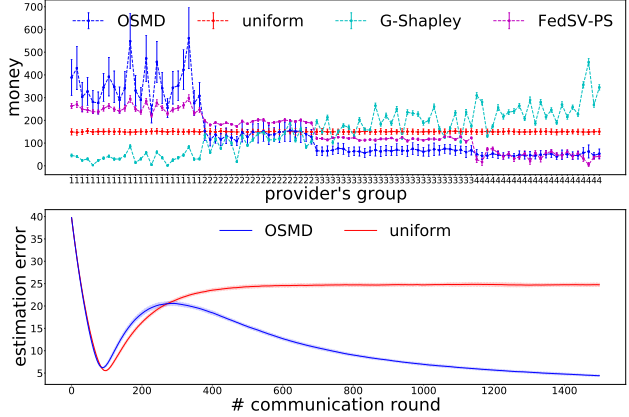 OSMD uniform G-Shapley FedSV-PS
700
600
500
400
300
200
100
0
money
provider's group
OSMD uniform
40
35
30
25
20
15
10
5
estimation error
0 200 400 600 800 1000 1200 1400
# communication round